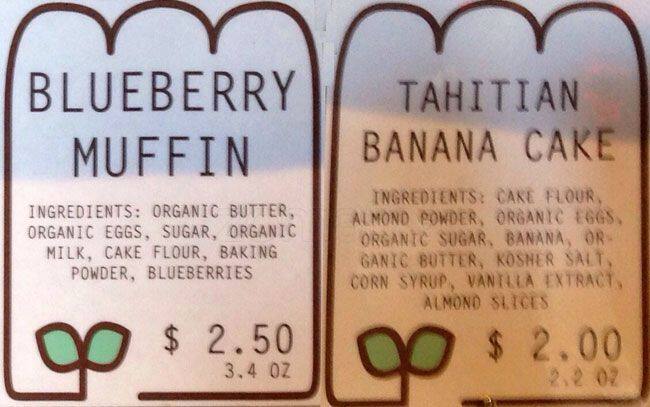 BLUEBERRY
MUFFIN
INGREDIENTS: ORGANIC BUTTER,
ORGANIC EGGS, SUGAR, ORGANIC
MILK, CAKE FLOUR, BAKING
POWDER, BLUEBERRIES
$ 2.50
3.4 OZ
TAHITIAN
BANANA CAKE
INGREDIENTS: CAKE FLOUR,
ALMOND POWDER, ORGANIC EGGS,
ORGANIC SUGAR, BANANA, OR-
GANIC BUTTER, KOSHER SALT,
CORN SYRUP, VANILLA EXTRACT,
ALMOND SLICES
$ 2.00
2.2 OZ